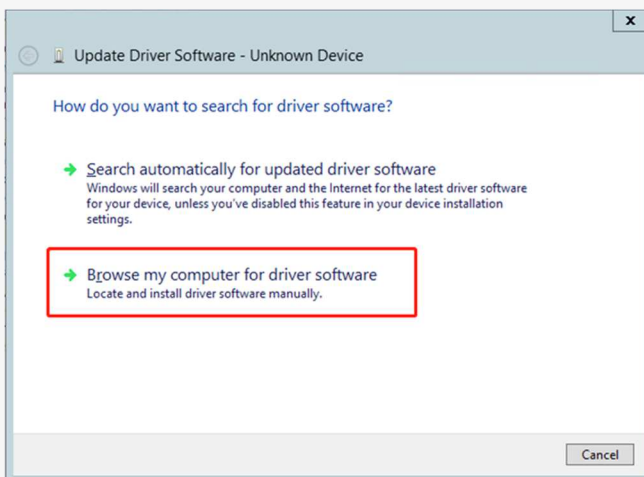 x
Update Driver Software - Unknown Device
How do you want to search for driver software?
Search automatically for updated driver software
Windows will search your computer and the Internet for the latest driver software
for your device, unless you've disabled this feature in your device installation
settings.
Browse my computer for driver software
Locate and install driver software manually.
Cancel